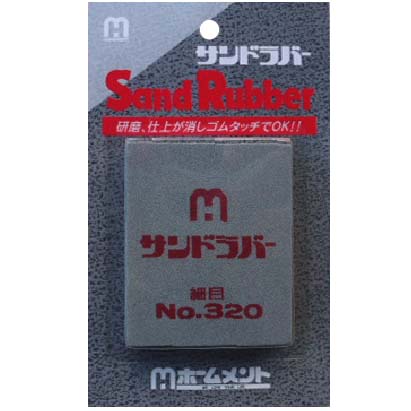 サンドラバー
Sand Rubber
研磨、仕上が消しゴムタッチでOK!!
サンドラバー
細目
No.320
ホームメント